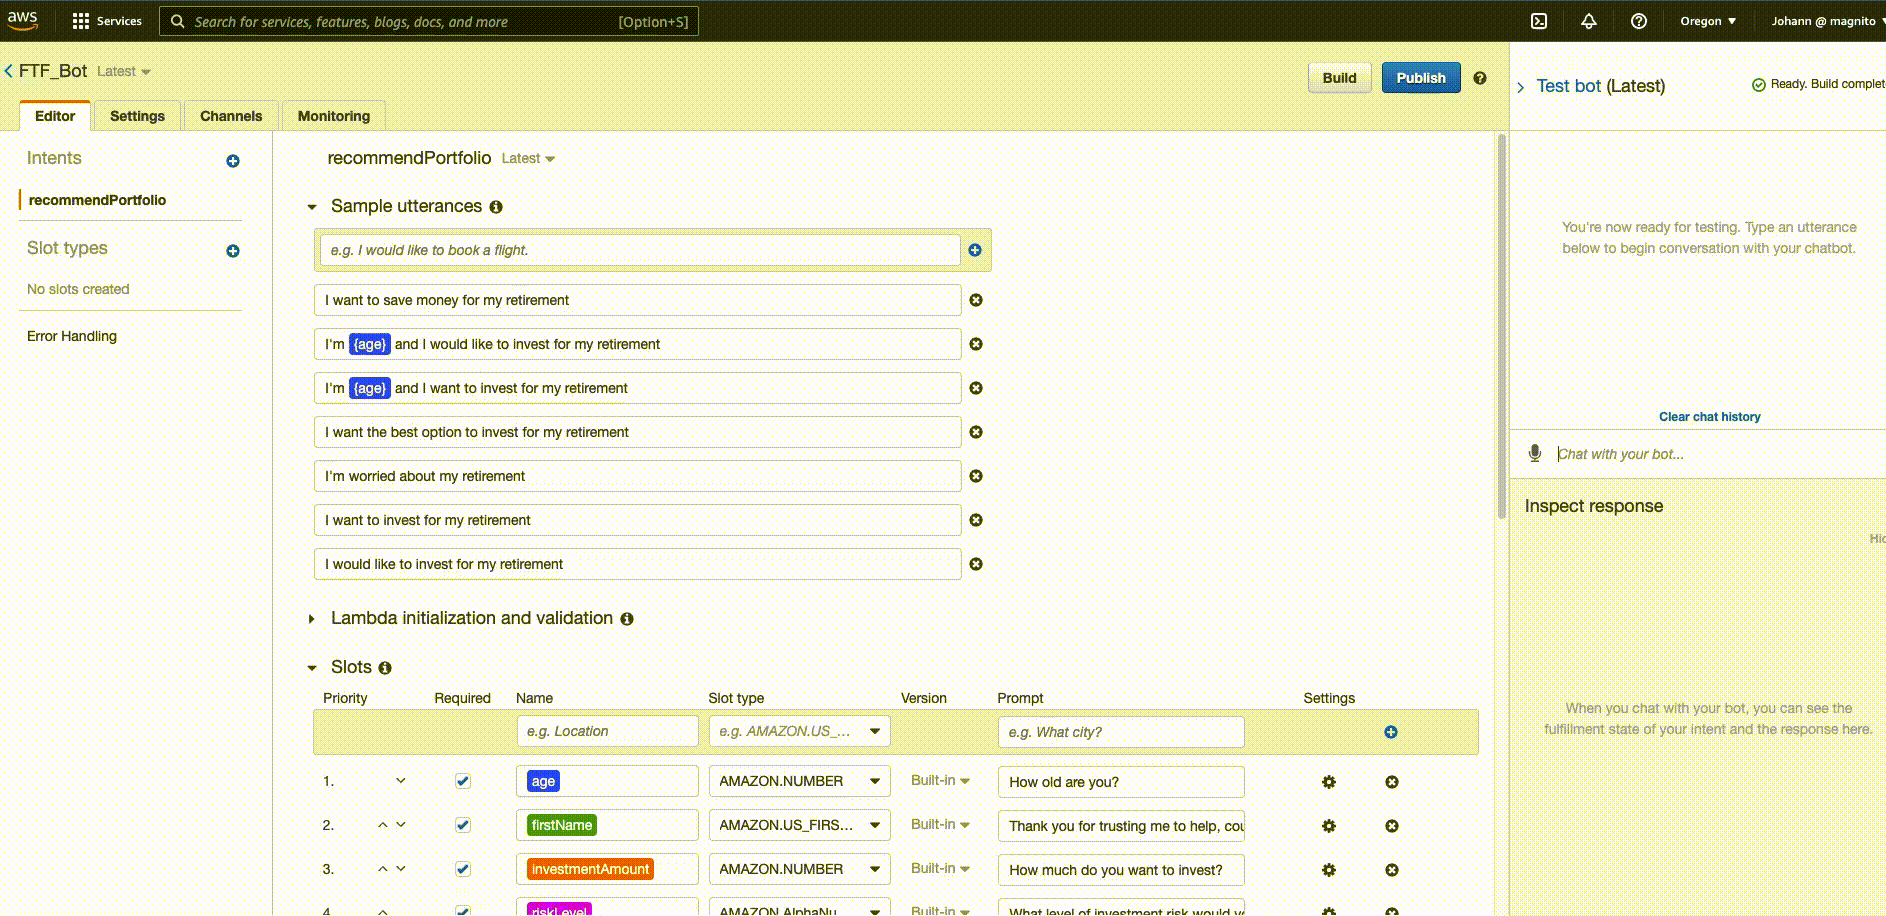 aws Services Search for services, features, blogs, docs, and more [Option+S] Oregon Johann @ magnito
FTF_Bot Latest
Build Publish
Editor Settings Channels Monitoring
Intents
recommendPortfolio
Slot types
No slots created
Error Handling
recommendPortfolio Latest
Sample utterances
e.g. I would like to book a flight.
I want to save money for my retirement
I'm {age} and I would like to invest for my retirement
I'm {age} and I want to invest for my retirement
I want the best option to invest for my retirement
I'm worried about my retirement
I want to invest for my retirement
I would like to invest for my retirement
Lambda initialization and validation
Slots
Priority Required Name Slot type Version Prompt Settings
e.g. Location e.g. AMAZON.US_... e.g. What city?
1. age AMAZON.NUMBER Built-in How old are you?
2. firstName AMAZON.US_FIRS... Built-in Thank you for trusting me to help, cou
3. investmentAmount AMAZON.NUMBER Built-in How much do you want to invest?
4. riskLevel AMAZON.AlphaNu... Built-in What level of investment risk would yo
Test bot (Latest) Ready. Build complet
You're now ready for testing. Type an utterance
below to begin conversation with your chatbot.
Clear chat history
Chat with your bot...
Inspect response
Hid
When you chat with your bot, you can see the
fulfillment state of your intent and the response here.